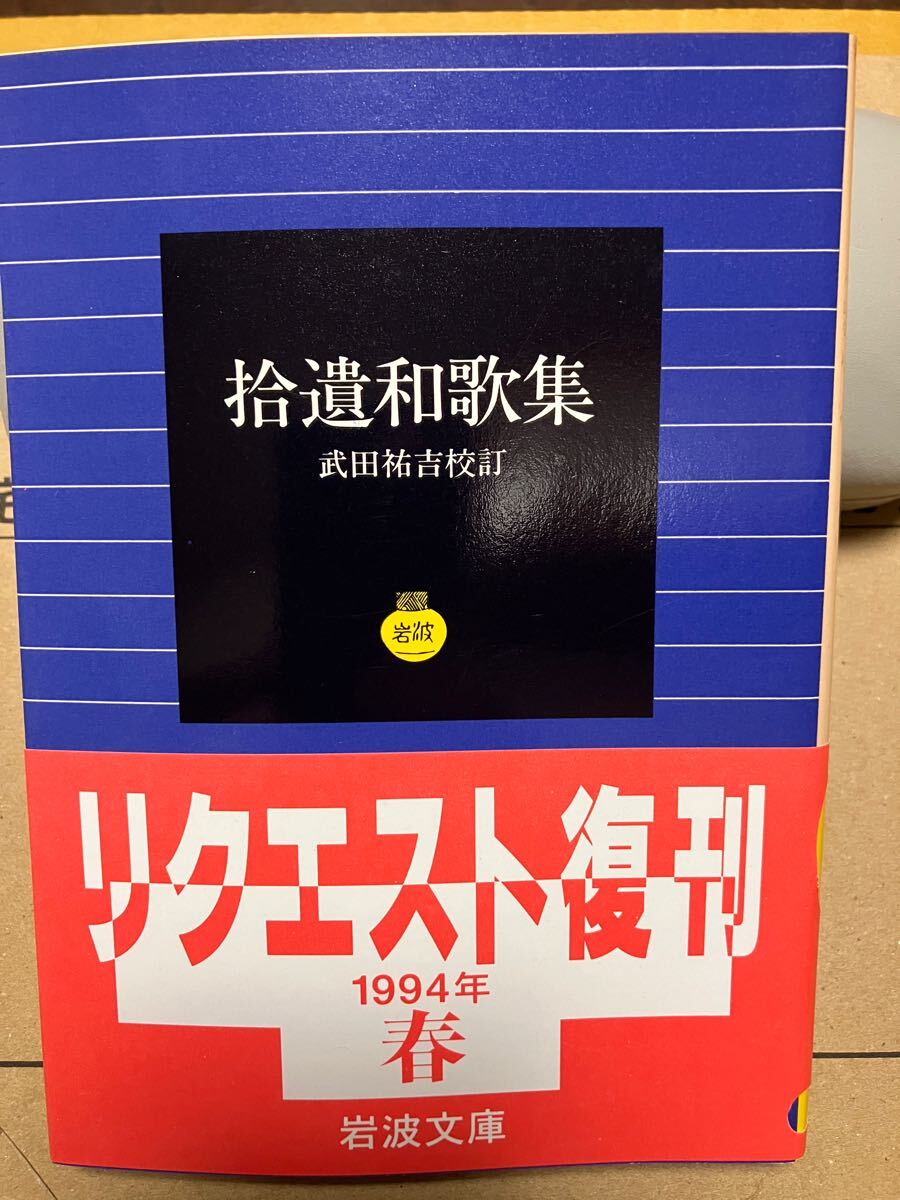 拾遺和歌集
武田祐吉校訂
岩波
リクエスト復刊
1994年
春
岩波文庫